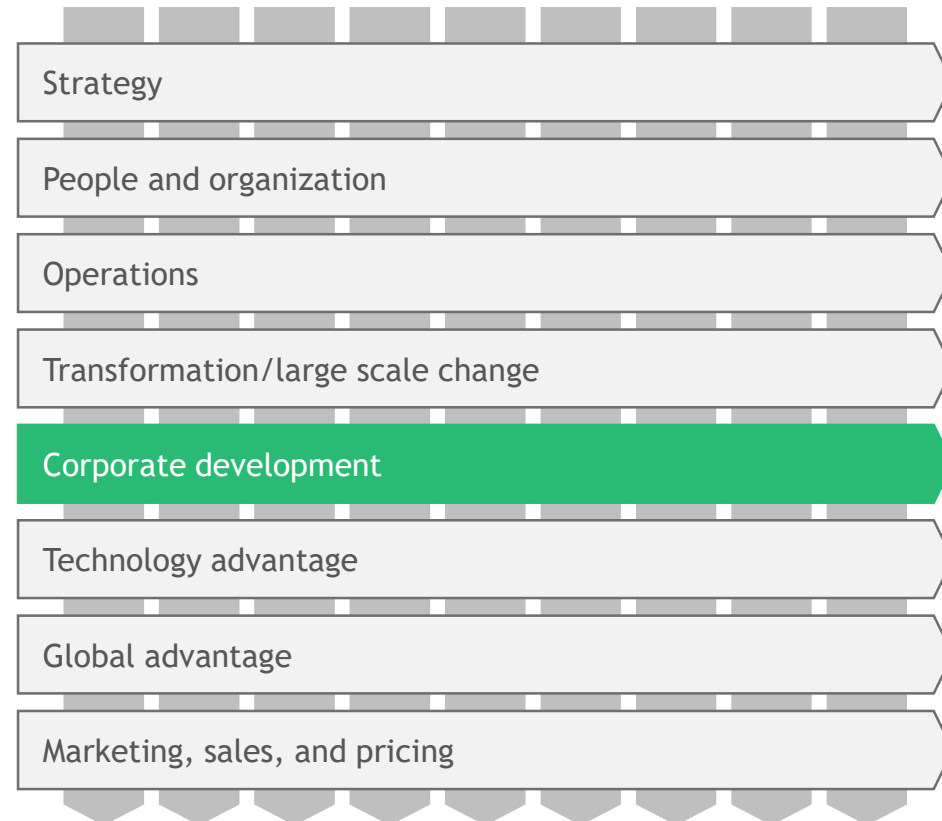 Strategy
People and organization
Operations
Transformation/large scale change
Corporate development
Technology advantage
Global advantage
Marketing, sales, and pricing